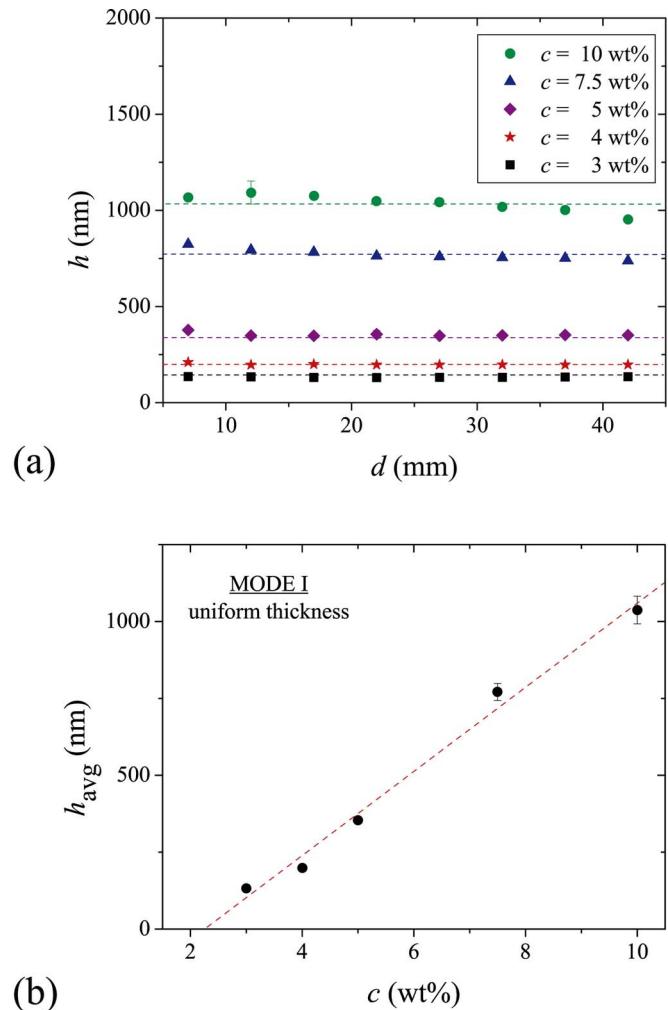 2000
1500
1000
500
0
h (nm)
c = 10 wt%
c = 7.5 wt%
c = 5 wt%
c = 4 wt%
c = 3 wt%
10 20 30 40
d (mm)
(a)
MODE I
uniform thickness
1000
500
0
havg (nm)
2 4 6 8 10
c (wt%)
(b)